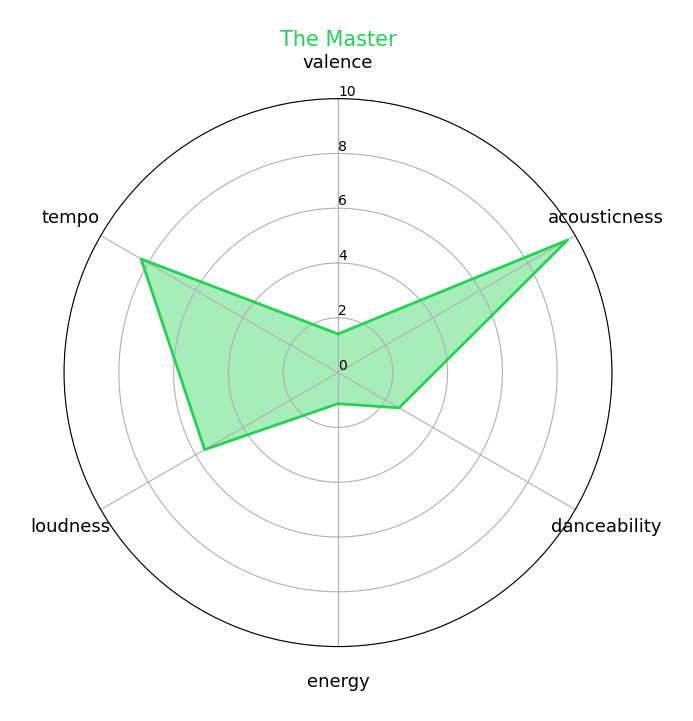 The Master
valence
10
8
6
4
2
0
tempo
acousticness
loudness
danceability
energy